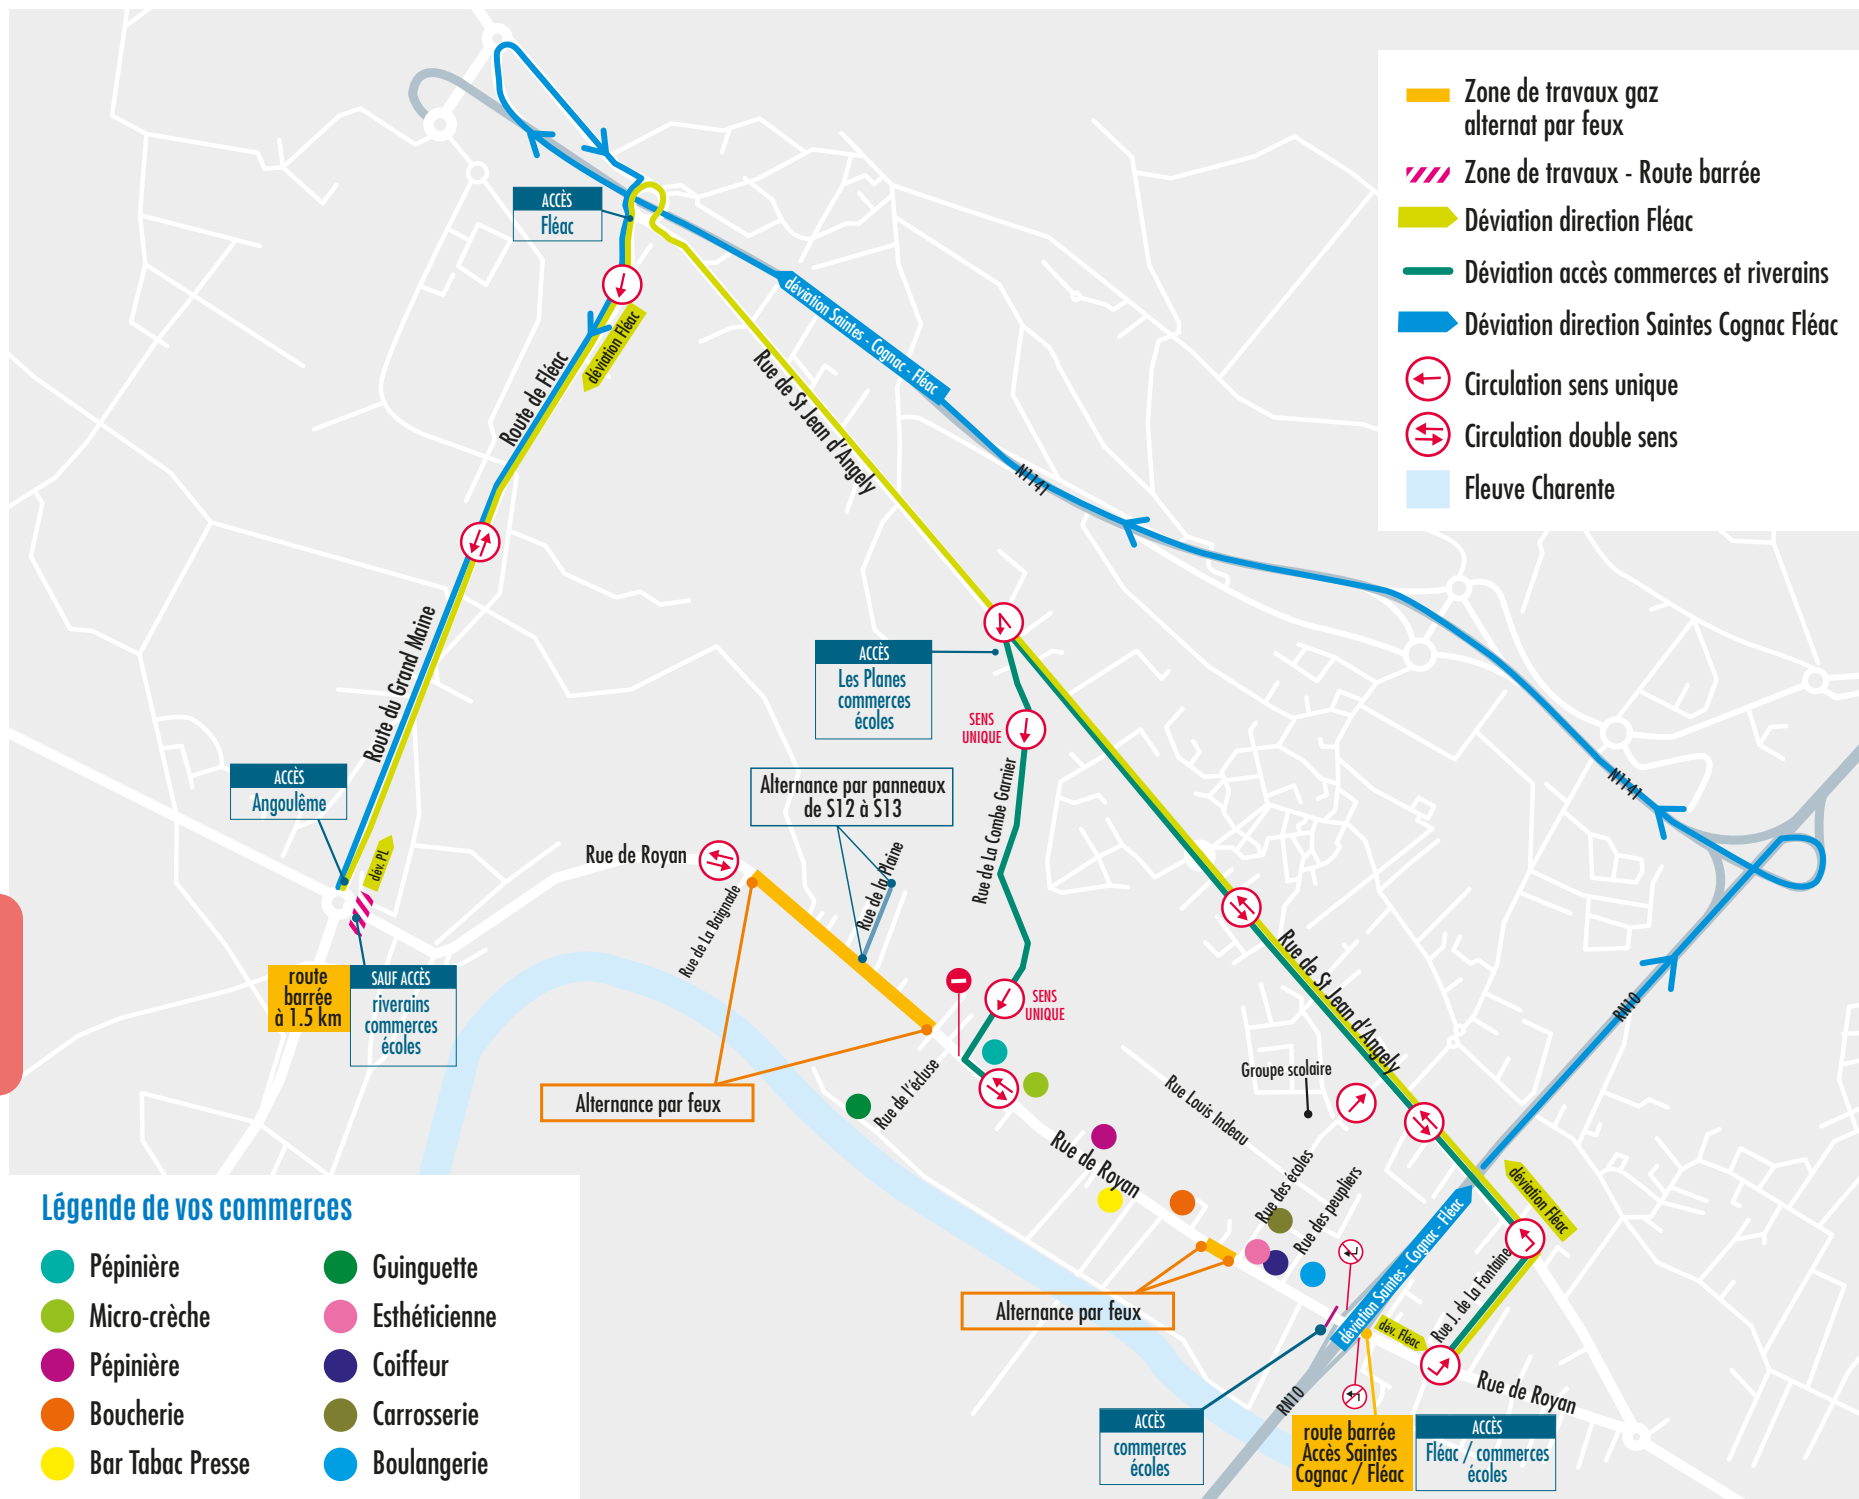 Zone de travaux gaz
alternat par feux
Zone de travaux - Route barrée
Déviation direction Fléac
Déviation accès commerces et riverains
Déviation direction Saintes Cognac Fléac
Circulation sens unique
Circulation double sens
Fleuve Charente
ACCÈS
Fléac
déviation Saintes - Cognac - Fléac
déviation Fléac
Route de Fléac
Rue de St Jean d'Angely
N1141
Route du Grand Maine
ACCÈS
Les Planes
commerces
écoles
SENS
UNIQUE
ACCÈS
Angoulême
Alternance par panneaux
de S12 à S13
Rue de La Combe Garnier
N1141
dév. PL
Rue de Royan
Rue de La Baignade
Rue de la Plaine
route
barrée
à 1.5 km
SAUF ACCÈS
riverains
commerces
écoles
SENS
UNIQUE
Rue de St Jean d'Angely
RN10
Alternance par feux
Rue de l'écluse
Groupe scolaire
Rue Louis Indeau
Rue de Royan
Rue des écoles
Rue des peupliers
déviation Fléac
déviation Saintes - Cognac - Fléac
Rue J. de La Fontaine
Alternance par feux
dév. Fléac
RN10
Rue de Royan
ACCÈS
commerces
écoles
route barrée
Accès Saintes
Cognac / Fléac
ACCÈS
Fléac / commerces
écoles
Légende de vos commerces
Pépinière
Micro-crèche
Pépinière
Boucherie
Bar Tabac Presse
Guinguette
Esthéticienne
Coiffeur
Carrosserie
Boulangerie